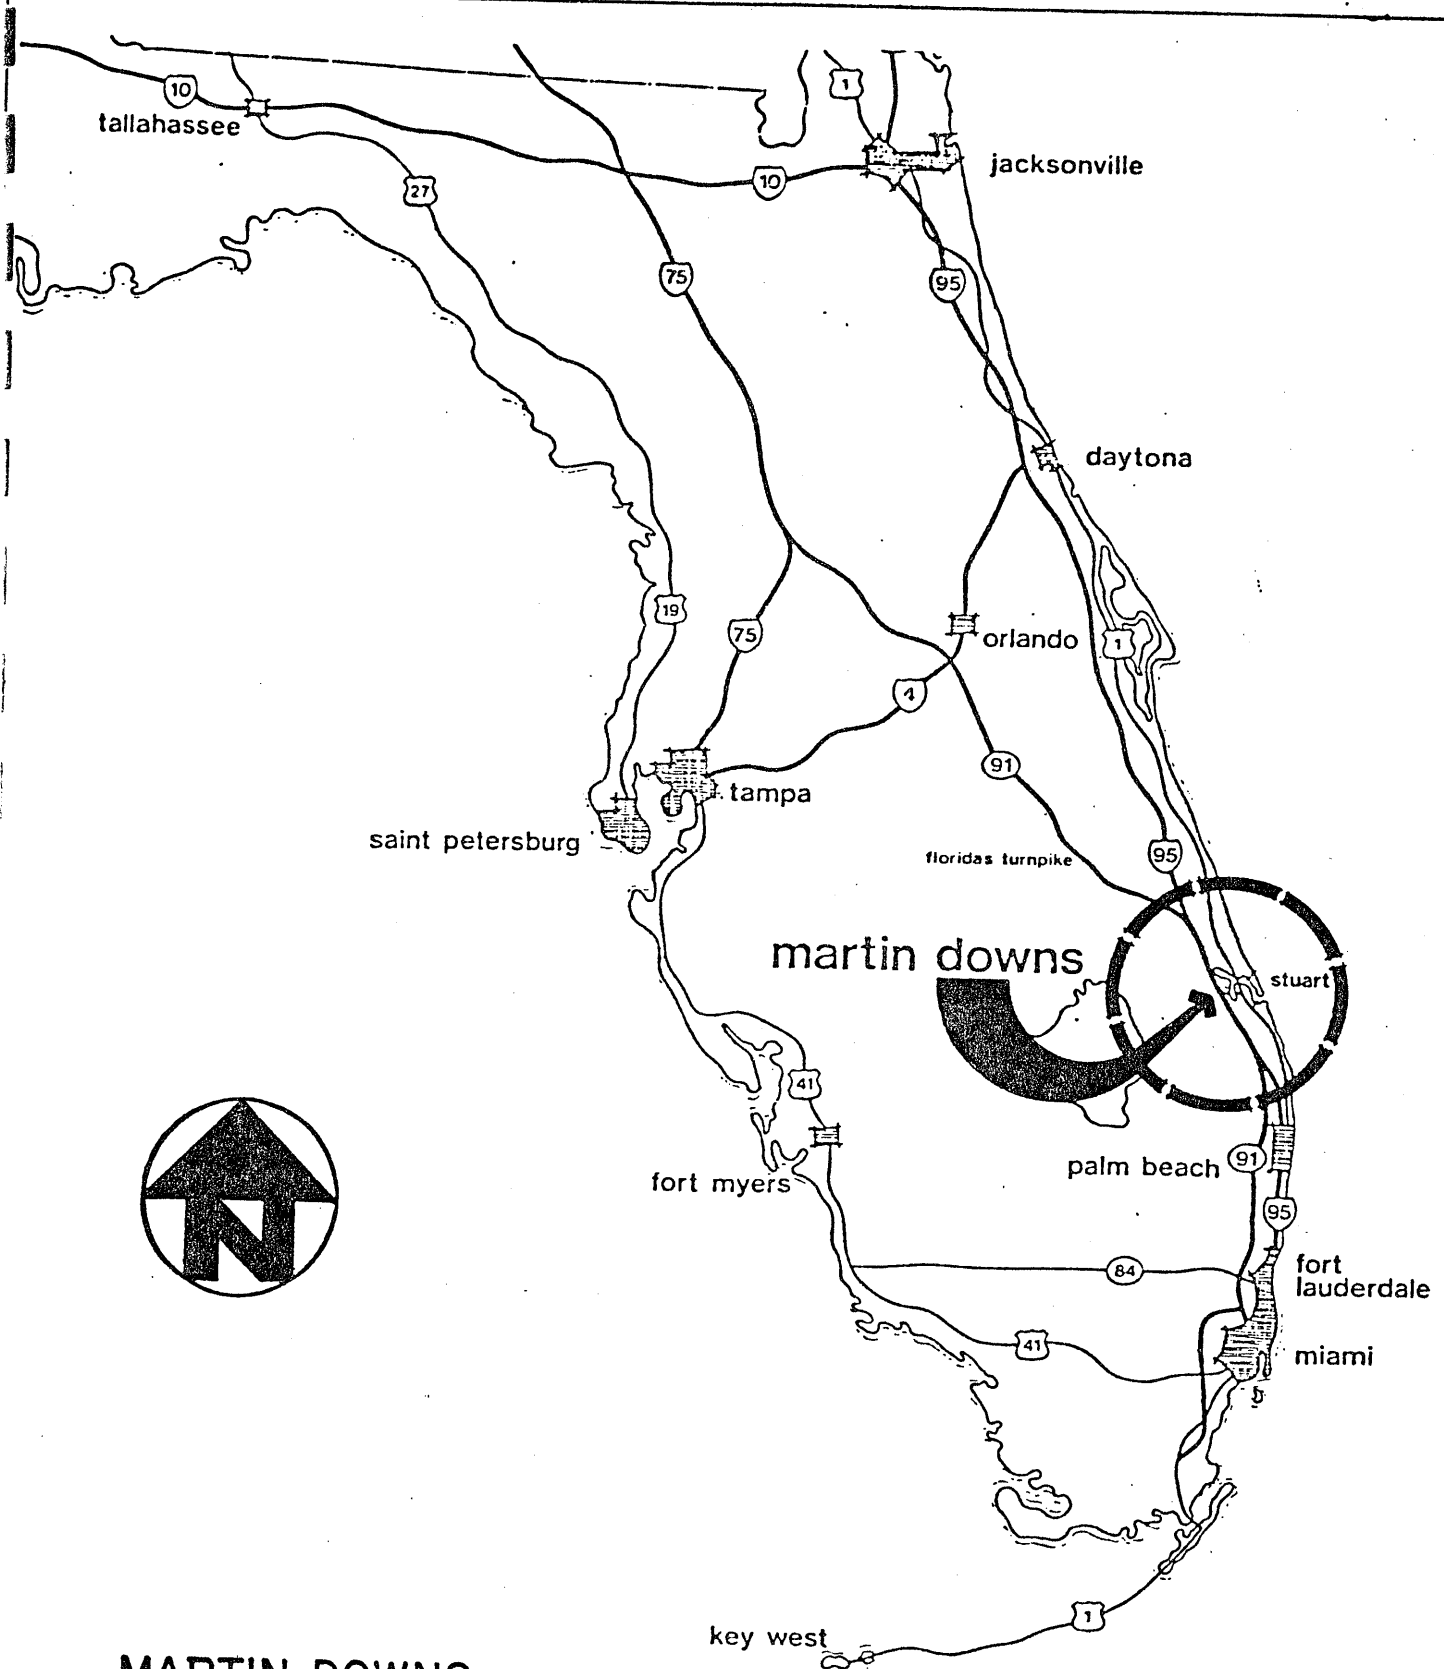 1
10
tallahassee
jacksonville
10
27
75
95
daytona
19
75
orlando
1
4
91
tampa
saint petersburg
floridas turnpike
95
martin downs
stuart
41
N
palm beach
91
fort myers
95
84
fort
lauderdale
41
miami
1
key west
MARTIN DOWNS